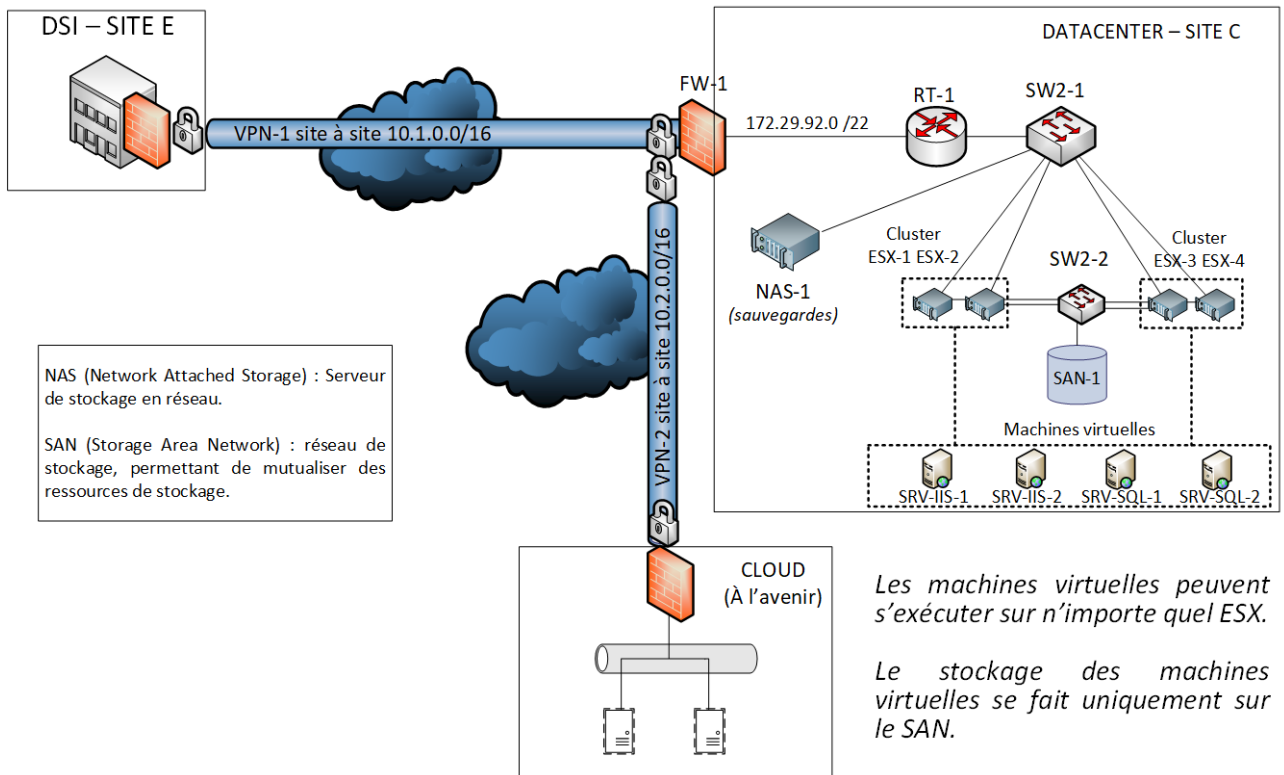 DSI – SITE E
VPN-1 site à site 10.1.0.0/16
FW-1
DATACENTER – SITE C
172.29.92.0 /22
RT-1
SW2-1
NAS-1
(sauvegardes)
Cluster
ESX-1 ESX-2
SW2-2
Cluster
ESX-3 ESX-4
SAN-1
Machines virtuelles
SRV-IIS-1
SRV-IIS-2
SRV-SQL-1
SRV-SQL-2
VPN-2 site à site 10.2.0.0/16
NAS (Network Attached Storage) : Serveur
de stockage en réseau.
SAN (Storage Area Network) : réseau de
stockage, permettant de mutualiser des
ressources de stockage.
CLOUD
(À l’avenir)
Les machines virtuelles peuvent
s’exécuter sur n’importe quel ESX.
Le stockage des machines
virtuelles se fait uniquement sur
le SAN.